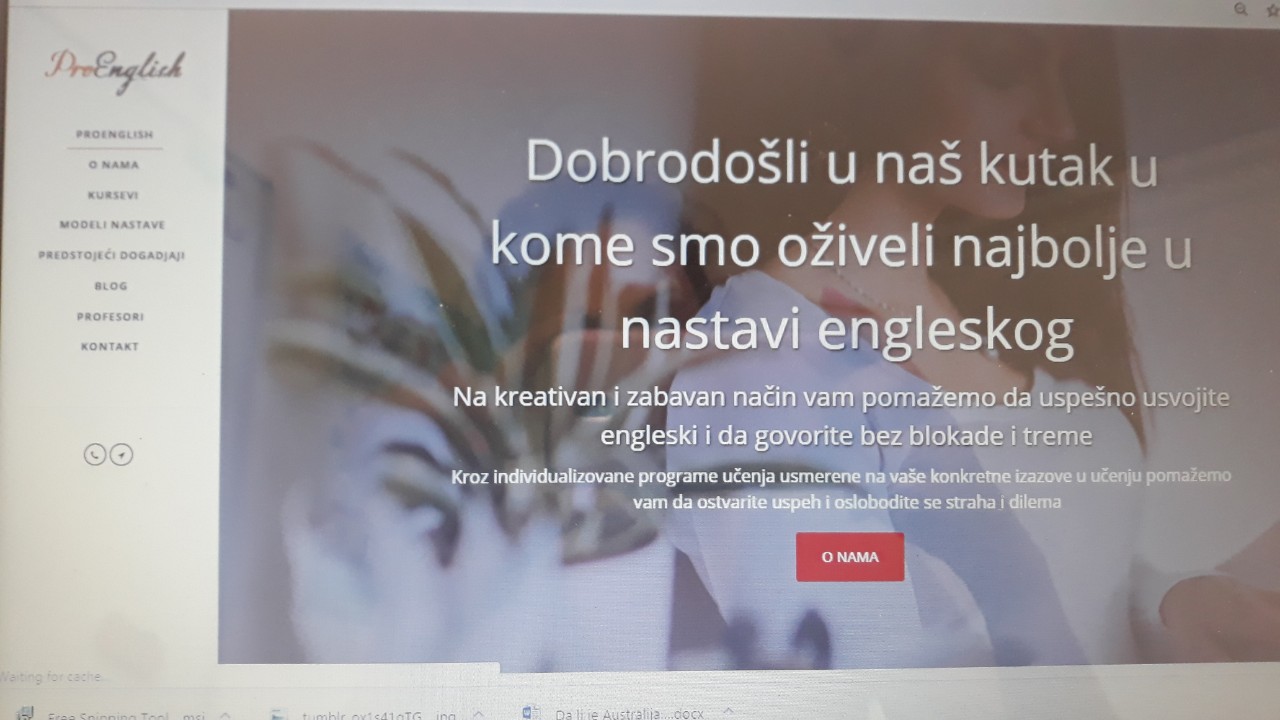 ProEnglish
PROENGLISH
O NAMA
KURSEVI
MODELI NASTAVE
PREDSTOJEĆI DOGADJAJI
BLOG
PROFESORI
KONTAKT
Dobrodošli u naš kutak u
kome smo oživeli najbolje u
nastavi engleskog
Na kreativan i zabavan način vam pomažemo da uspešno usvojite
engleski i da govorite bez blokade i treme
Kroz individualizovane programe učenja usmerene na vaše konkretne izazove u učenju pomažemo
vam da ostvarite uspeh i oslobodite se straha i dilema
O NAMA
Waiting for cache...
Free Snipping Tool...msi
Da li je Australija....docx